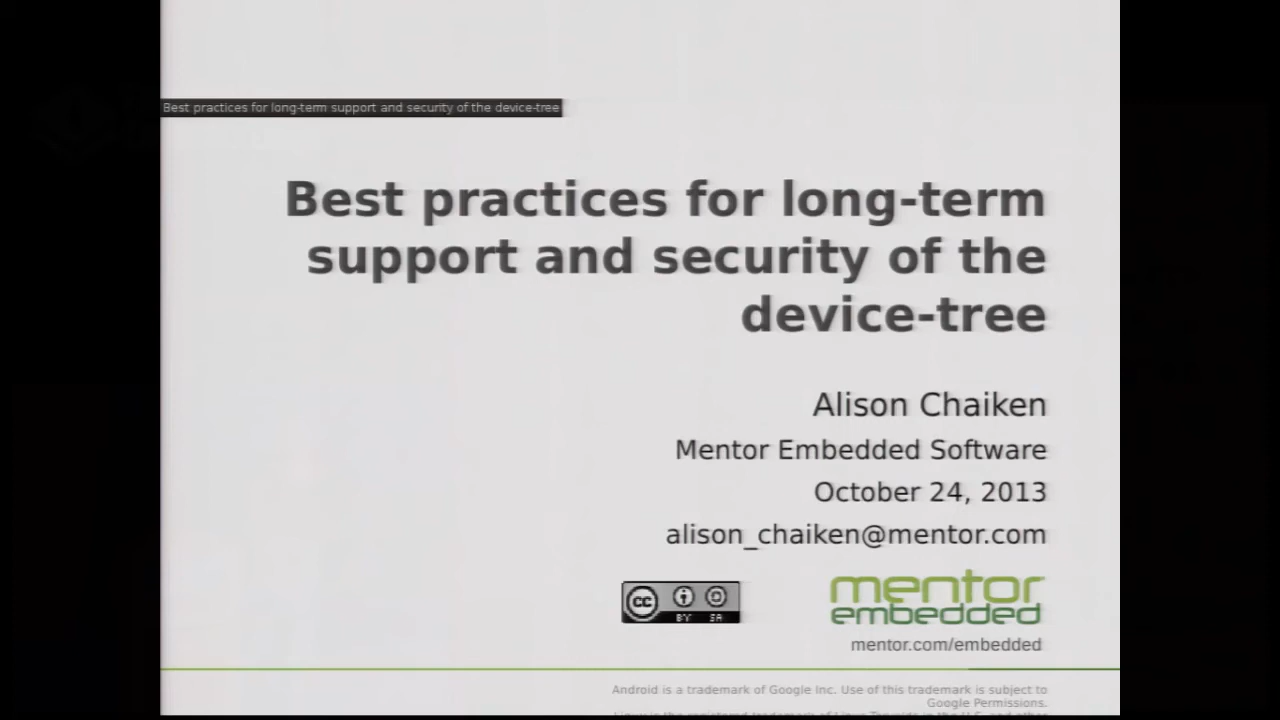 Best practices for long-term support and security of the device-tree
Best practices for long-term
support and security of the
device-tree
Alison Chaiken
Mentor Embedded Software
October 24, 2013
alison_chaiken@mentor.com
cc BY SA
mentor
embedded
mentor.com/embedded
Android is a trademark of Google Inc. Use of this trademark is subject to
Google Permissions.